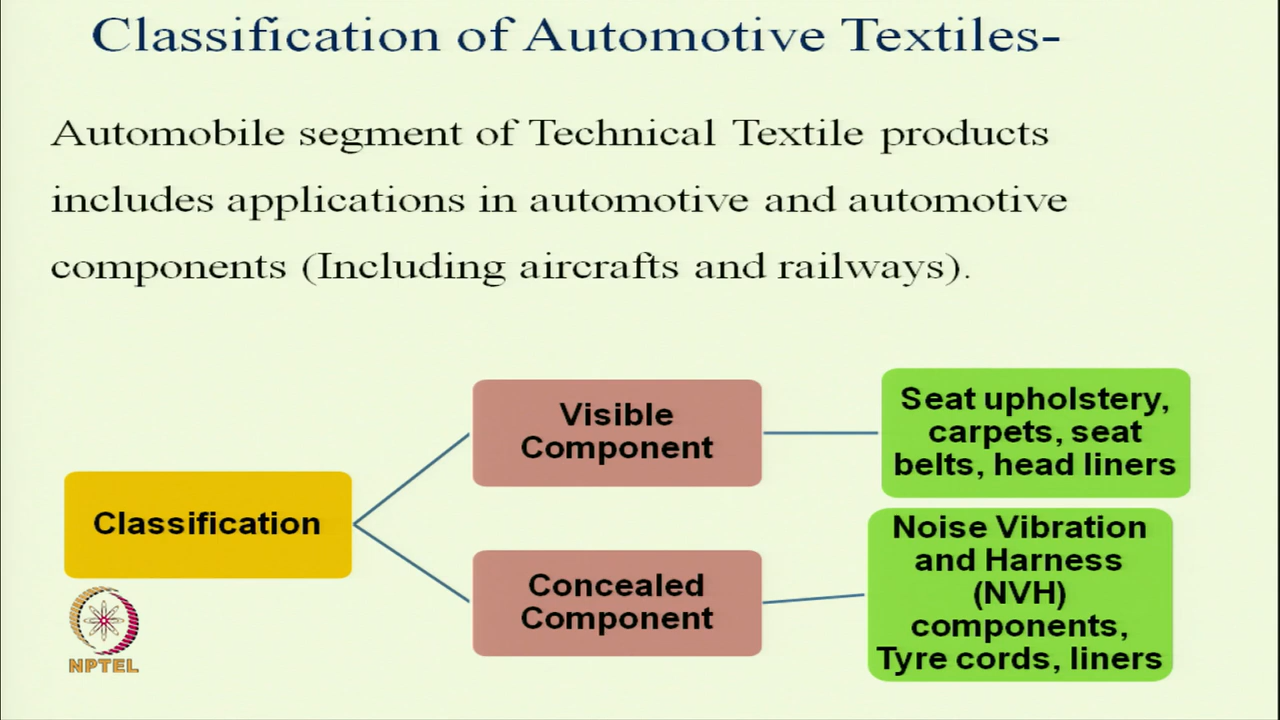 Classification of Automotive Textiles-
Automobile segment of Technical Textile products
includes applications in automotive and automotive
components (Including aircrafts and railways).
Classification
Visible
Component
Seat upholstery,
carpets, seat
belts, head liners
Concealed
Component
Noise Vibration
and Harness
(NVH)
components,
Tyre cords, liners
NPTEL